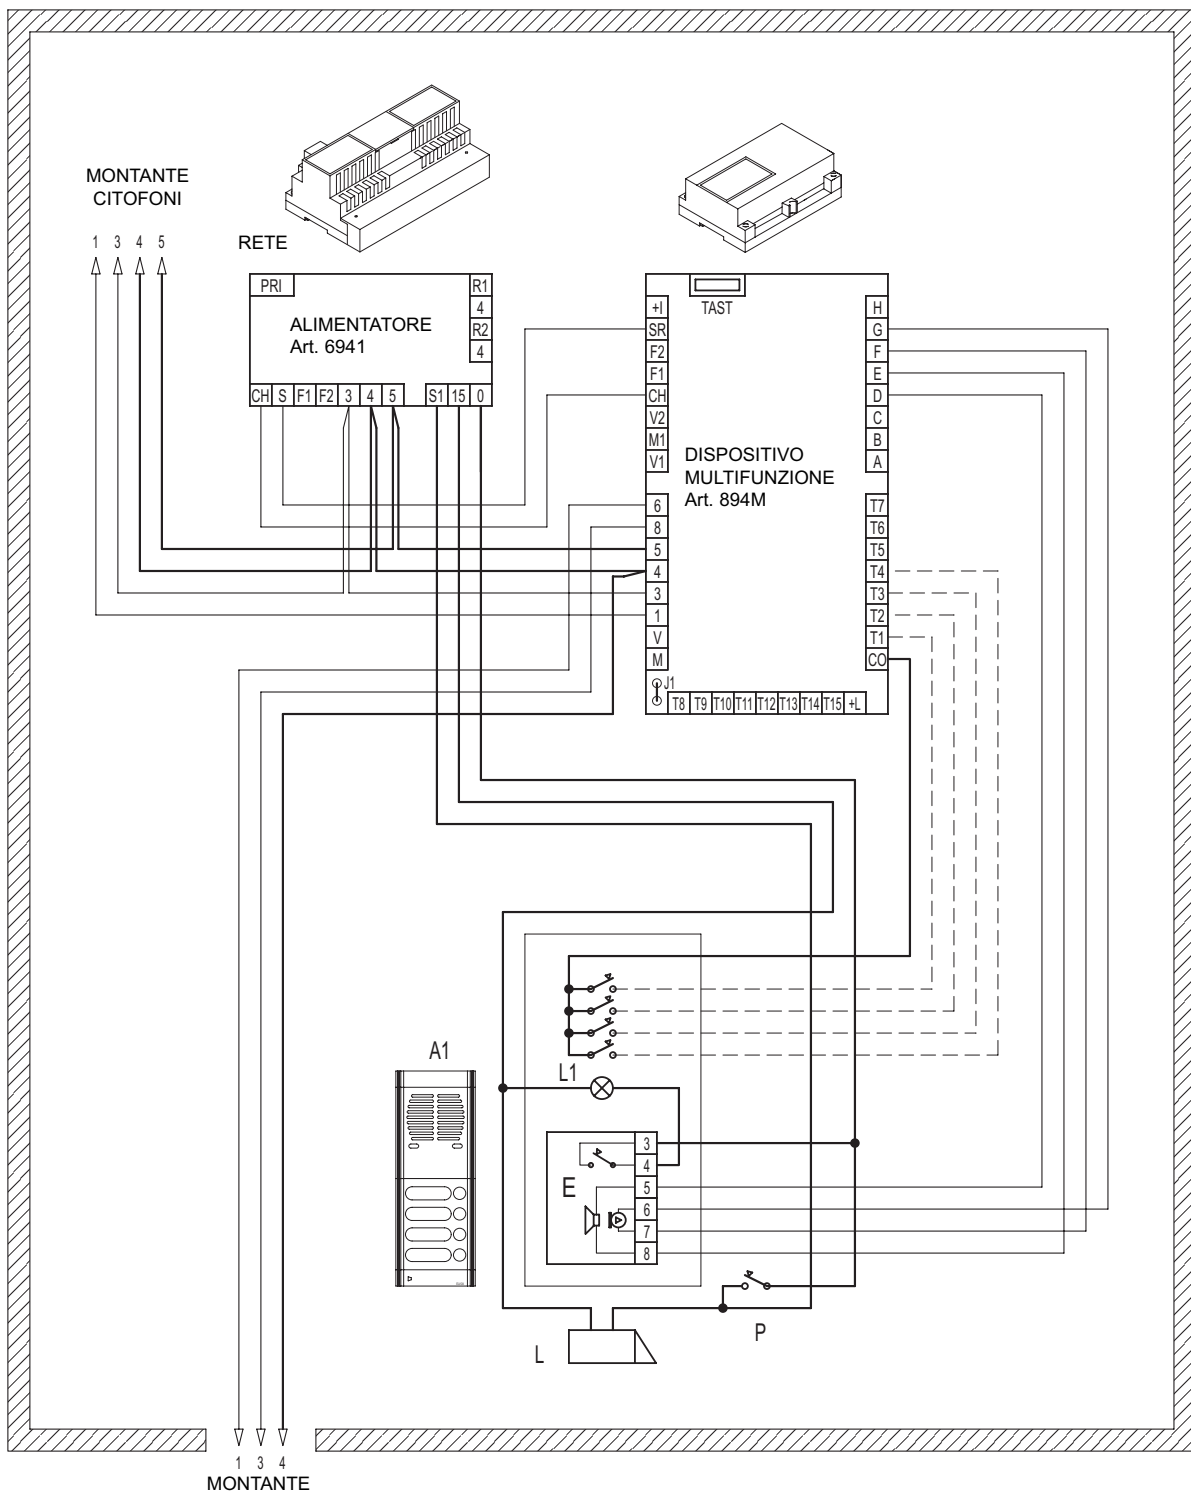 MONTANTE
CITOFONI
1 3 4 5
RETE
PRI
R1
4
R2
4
ALIMENTATORE
Art. 6941
CH S F1 F2 3 4 5 S1 15 0
TAST
+I
SR
F2
F1
CH
V2
M1
V1
6
8
5
4
3
1
V
M
J1
DISPOSITIVO
MULTIFUNZIONE
Art. 894M
H
G
F
E
D
C
B
A
T7
T6
T5
T4
T3
T2
T1
CO
T8 T9 T10 T11 T12 T13 T14 T15 +L
A1
L1
E
3
4
5
6
7
8
P
L
1 3 4
MONTANTE